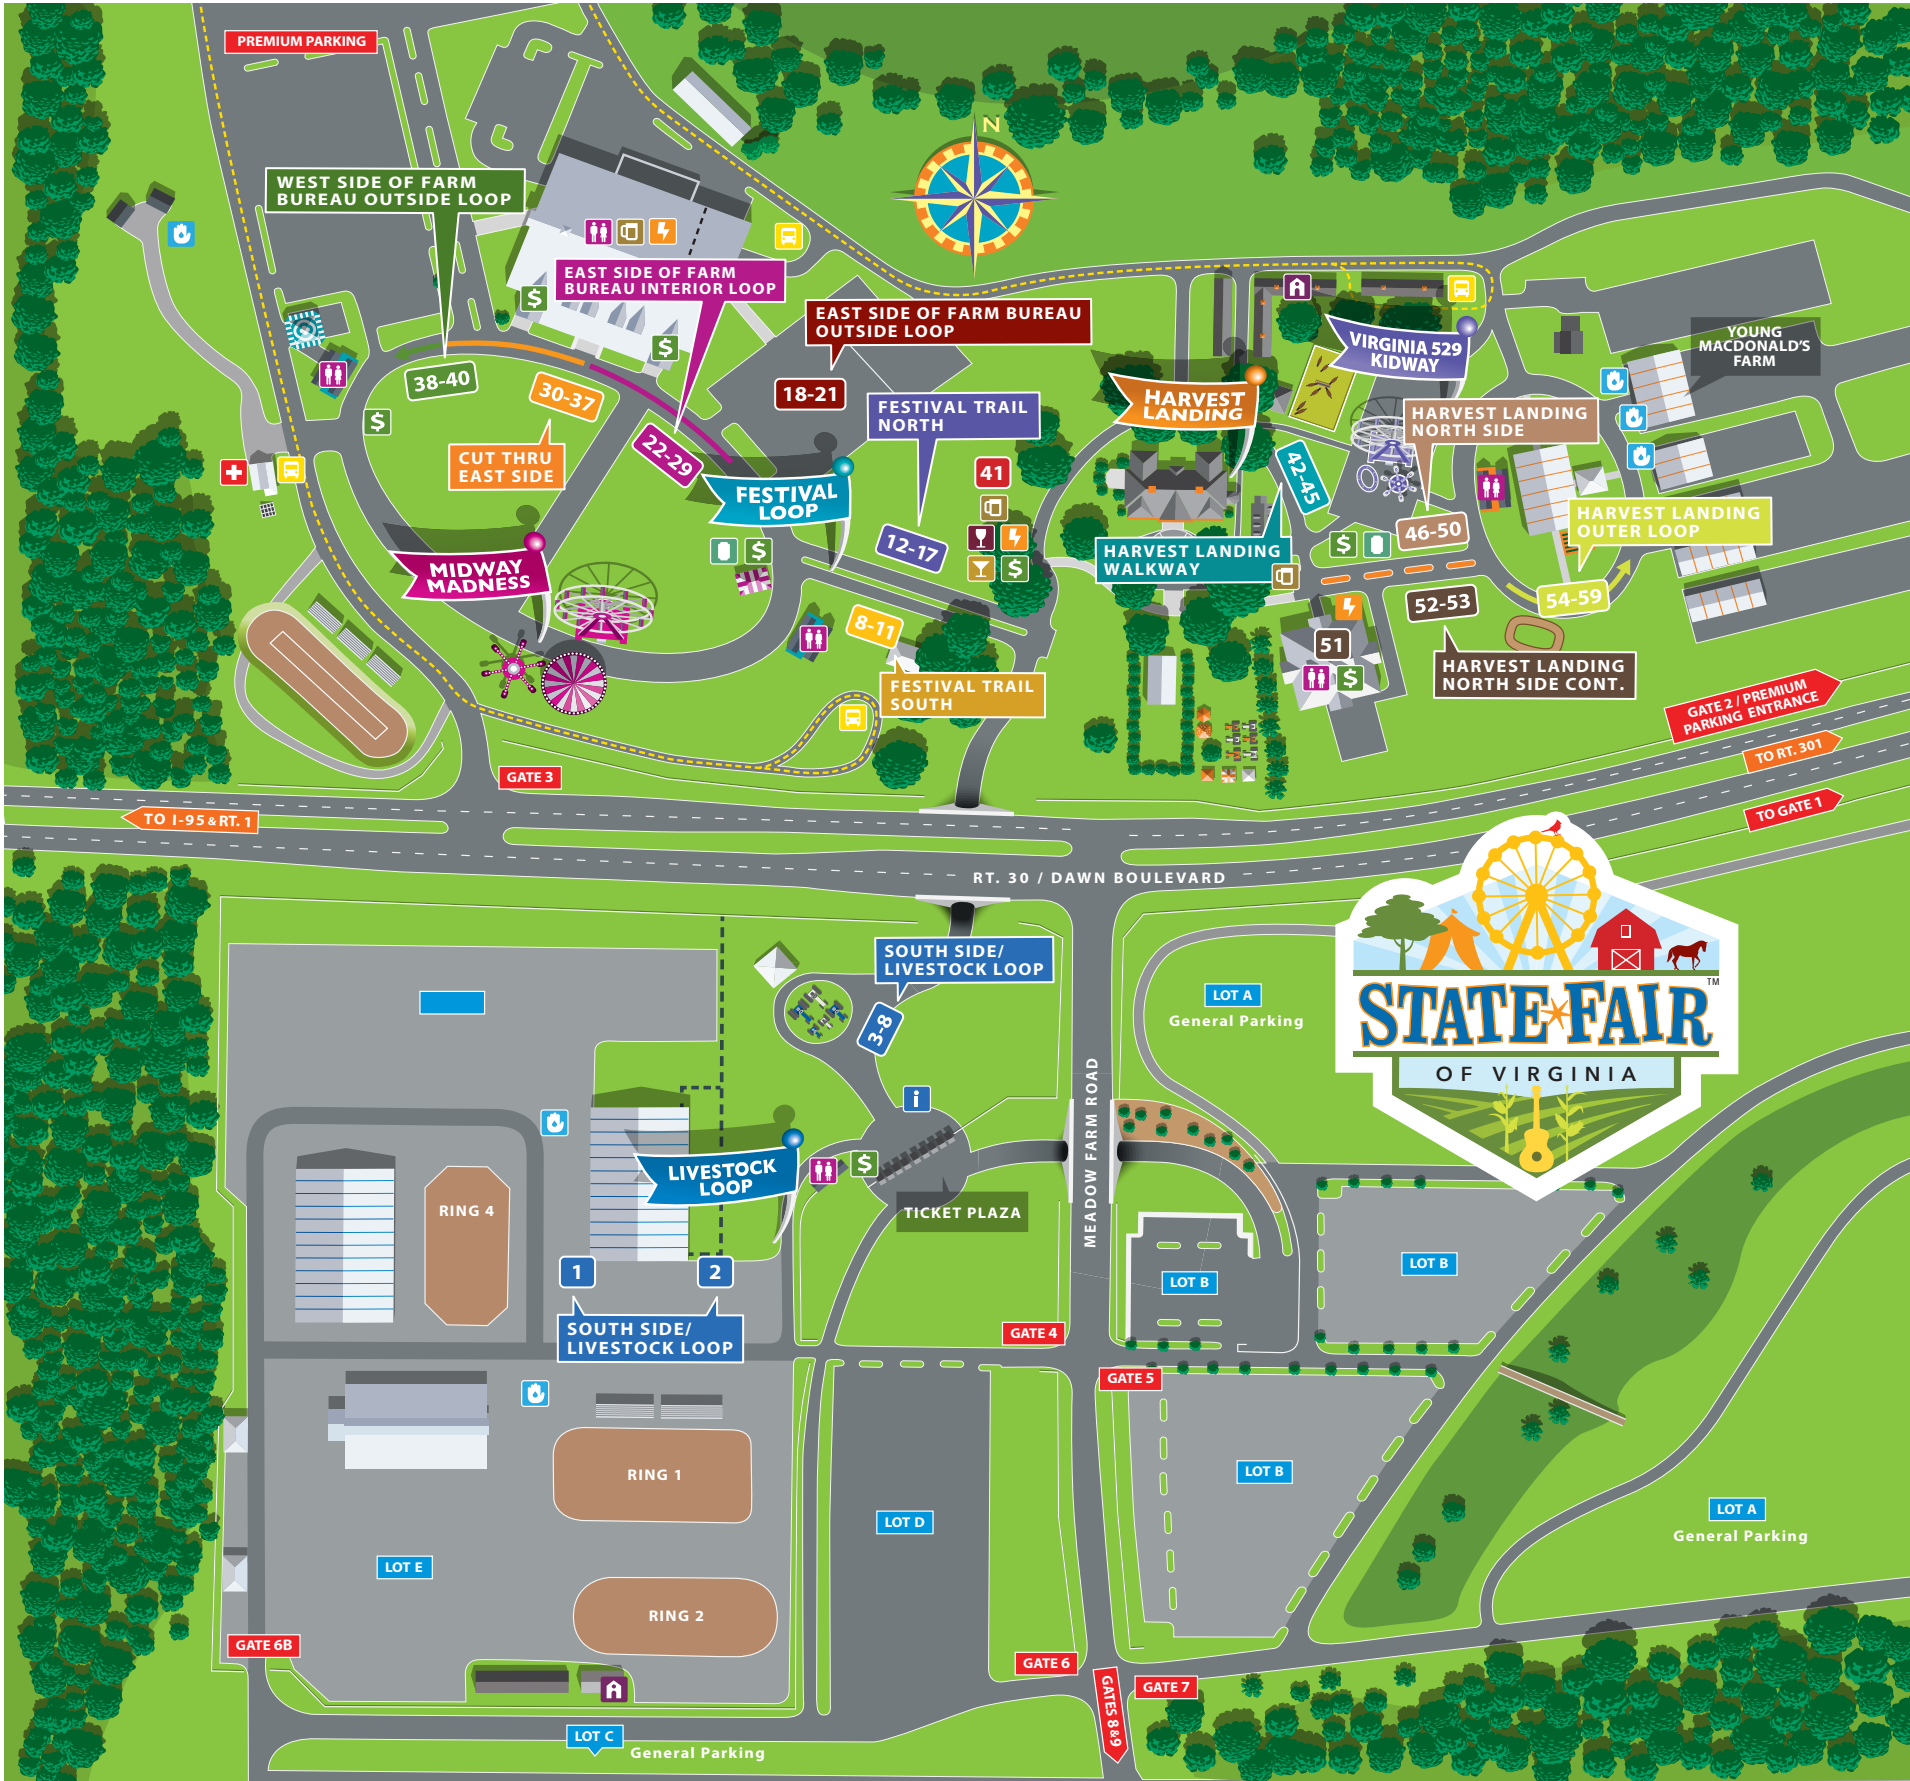 PREMIUM PARKING
N
WEST SIDE OF FARM
BUREAU OUTSIDE LOOP
EAST SIDE OF FARM
BUREAU INTERIOR LOOP
$
$
EAST SIDE OF FARM BUREAU
OUTSIDE LOOP
VIRGINIA 529
KIDWAY
YOUNG
MACDONALD'S
FARM
38-40
30-37
18-21
22-29
$
CUT THRU
EAST SIDE
FESTIVAL TRAIL
NORTH
HARVEST
LANDING
HARVEST LANDING
NORTH SIDE
41
42-45
FESTIVAL
LOOP
12-17
46-50
HARVEST LANDING
OUTER LOOP
$
$
$
MIDWAY
MADNESS
HARVEST LANDING
WALKWAY
52-53
54-59
8-11
51
$
HARVEST LANDING
NORTH SIDE CONT.
FESTIVAL TRAIL
SOUTH
GATE 2 / PREMIUM
PARKING ENTRANCE
TO RT. 301
TO GATE 1
GATE 3
TO I-95 & RT. 1
RT. 30 / DAWN BOULEVARD
SOUTH SIDE/
LIVESTOCK LOOP
3-8
LOT A
General Parking
STATE FAIR
TM
OF VIRGINIA
i
MEADOW FARM ROAD
LIVESTOCK
LOOP
$
TICKET PLAZA
RING 4
1
2
SOUTH SIDE/
LIVESTOCK LOOP
LOT B
LOT B
GATE 4
GATE 5
RING 1
LOT B
LOT D
LOT A
General Parking
LOT E
RING 2
GATE 6B
GATE 6
GATE 7
GATES 8&9
LOT C
General Parking